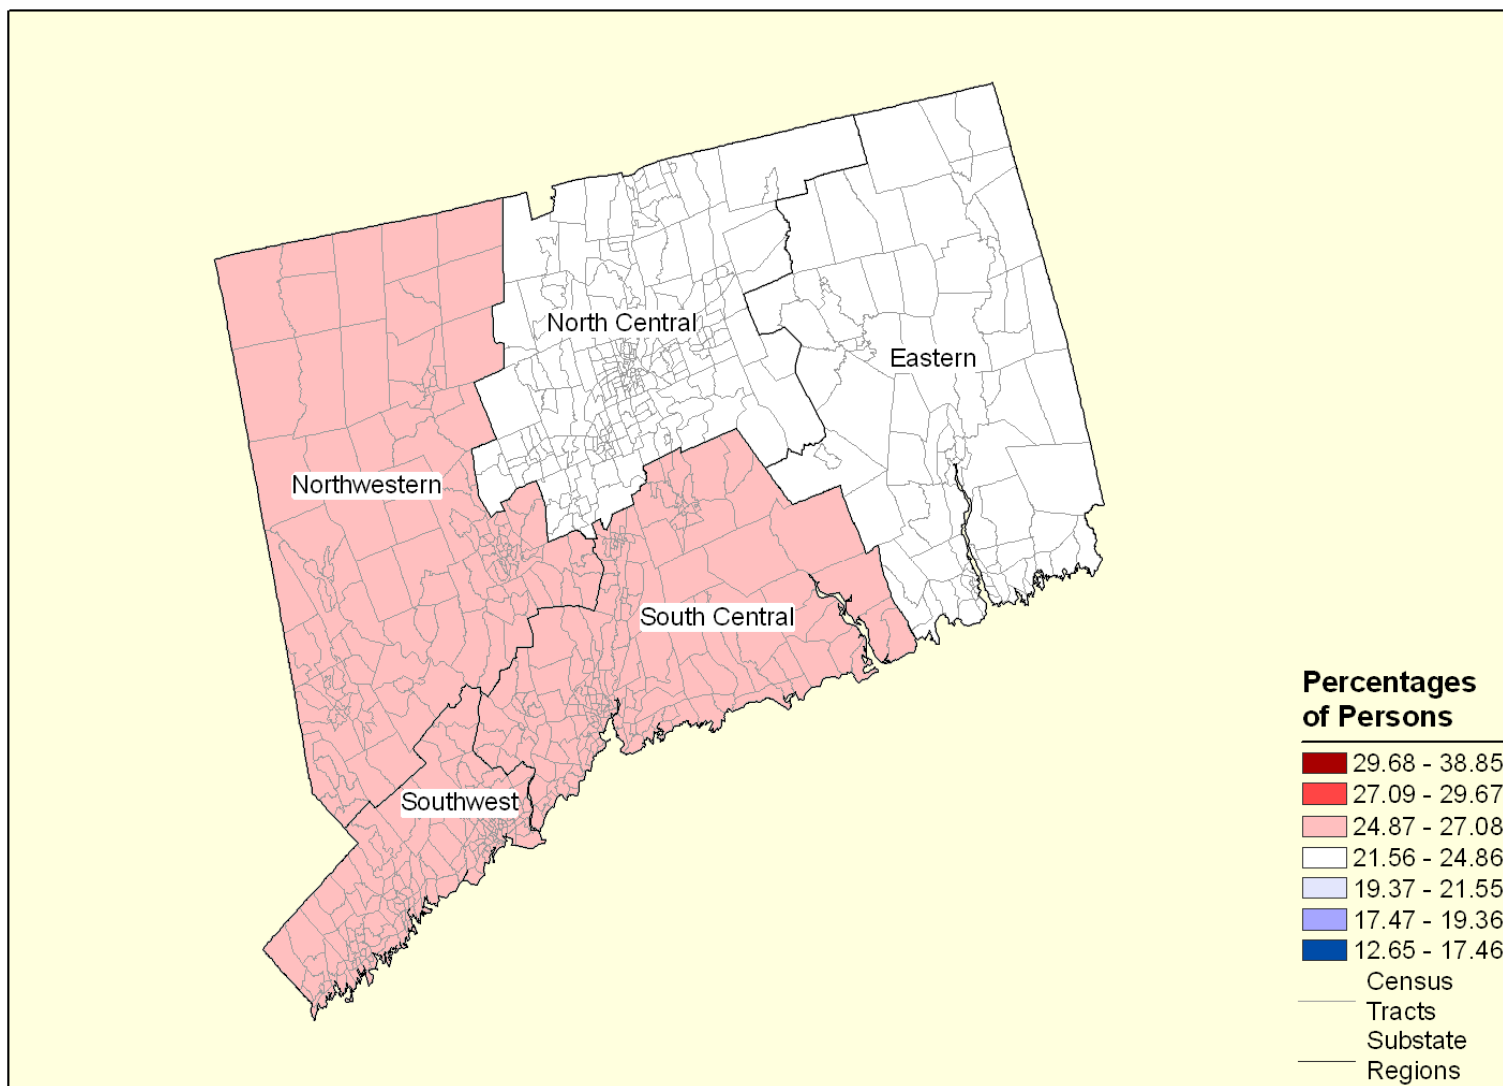 North Central
Eastern
Northwestern
South Central
Southwest
Percentages
of Persons
29.68 - 38.85
27.09 - 29.67
24.87 - 27.08
21.56 - 24.86
19.37 - 21.55
17.47 - 19.36
12.65 - 17.46
Census
Tracts
Substate
Regions